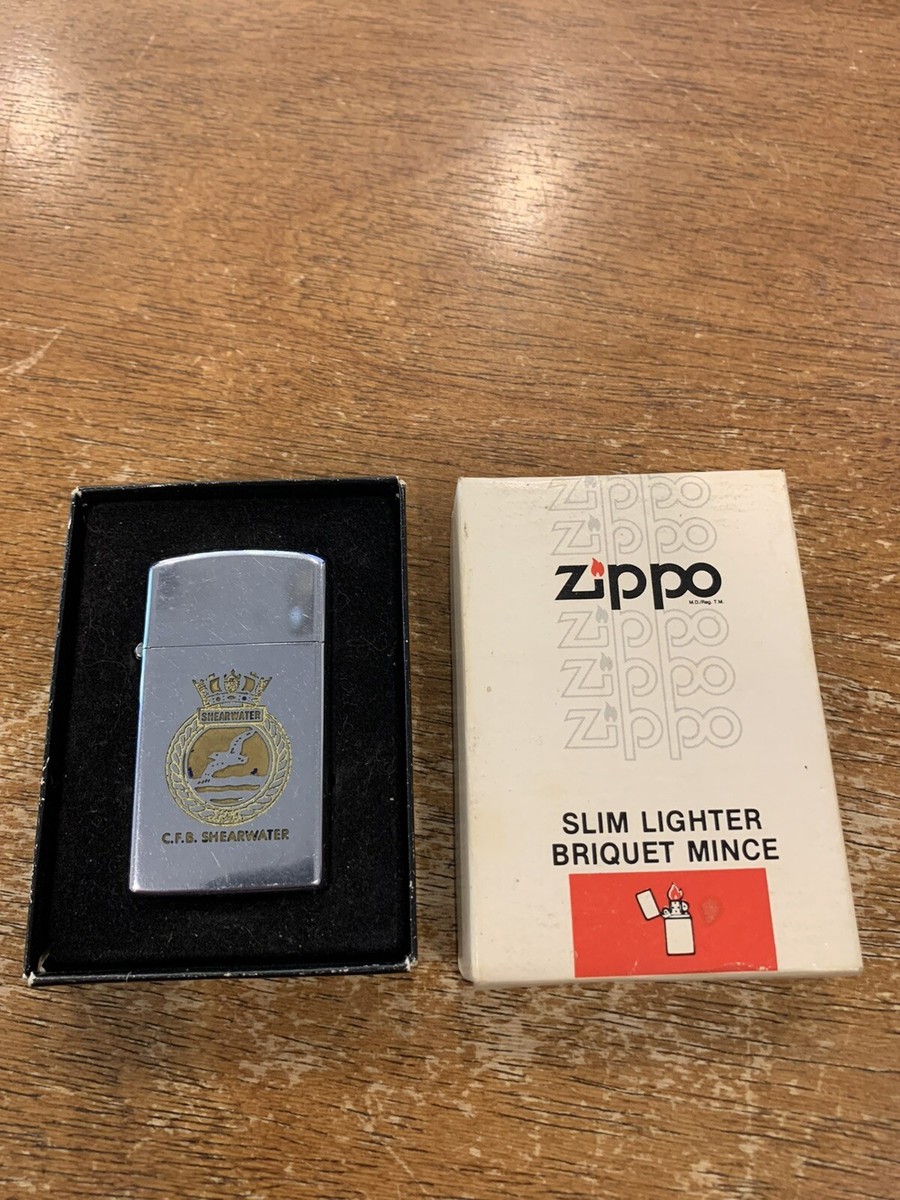 SHEARWATER
C.F.B. SHEARWATER
zippo
zippo
zippo
M.D./Reg. T.M.
zippo
zippo
zippo
SLIM LIGHTER
BRIQUET MINCE